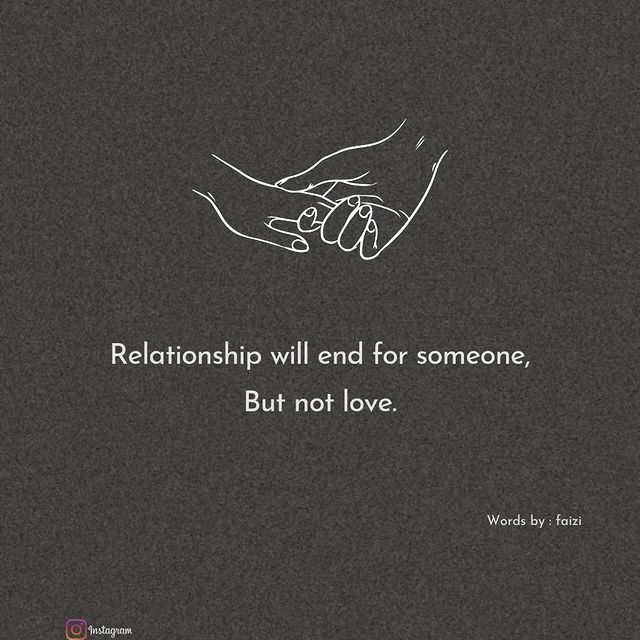 Relationship will end for someone,
But not love.
Words by : faizi
Instagram